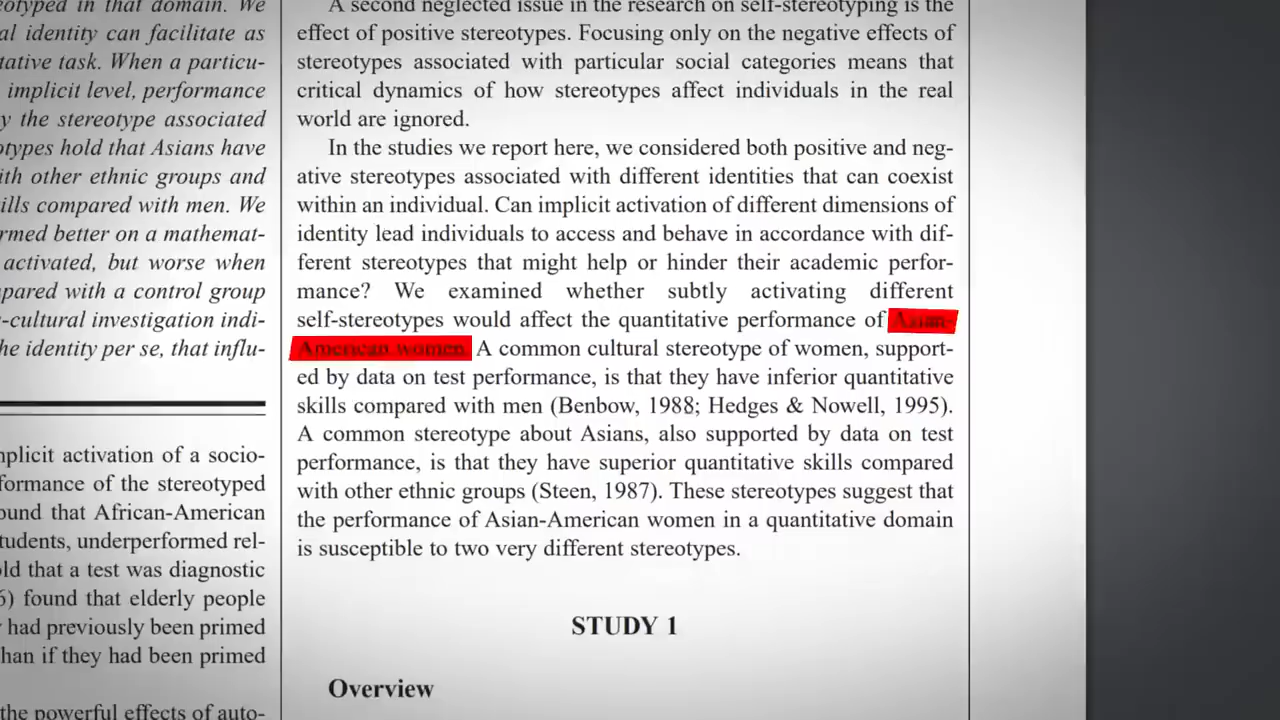 eotyped in that domain. We
al identity can facilitate as
tative task. When a particu-
implicit level, performance
y the stereotype associated
otypes hold that Asians have
ith other ethnic groups and
ills compared with men. We
rmed better on a mathemat-
activated, but worse when
pared with a control group
-cultural investigation indi-
he identity per se, that influ-
nplicit activation of a socio-
formance of the stereotyped
ound that African-American
tudents, underperformed rel-
old that a test was diagnostic
6) found that elderly people
had previously been primed
han if they had been primed
the powerful effects of auto-
A second neglected issue in the research on self-stereotyping is the
effect of positive stereotypes. Focusing only on the negative effects of
stereotypes associated with particular social categories means that
critical dynamics of how stereotypes affect individuals in the real
world are ignored.
In the studies we report here, we considered both positive and neg-
ative stereotypes associated with different identities that can coexist
within an individual. Can implicit activation of different dimensions of
identity lead individuals to access and behave in accordance with dif-
ferent stereotypes that might help or hinder their academic perfor-
mance? We examined whether subtly activating different
self-stereotypes would affect the quantitative performance of Asian-
American women. A common cultural stereotype of women, support-
ed by data on test performance, is that they have inferior quantitative
skills compared with men (Benbow, 1988; Hedges & Nowell, 1995).
A common stereotype about Asians, also supported by data on test
performance, is that they have superior quantitative skills compared
with other ethnic groups (Steen, 1987). These stereotypes suggest that
the performance of Asian-American women in a quantitative domain
is susceptible to two very different stereotypes.
STUDY 1
Overview